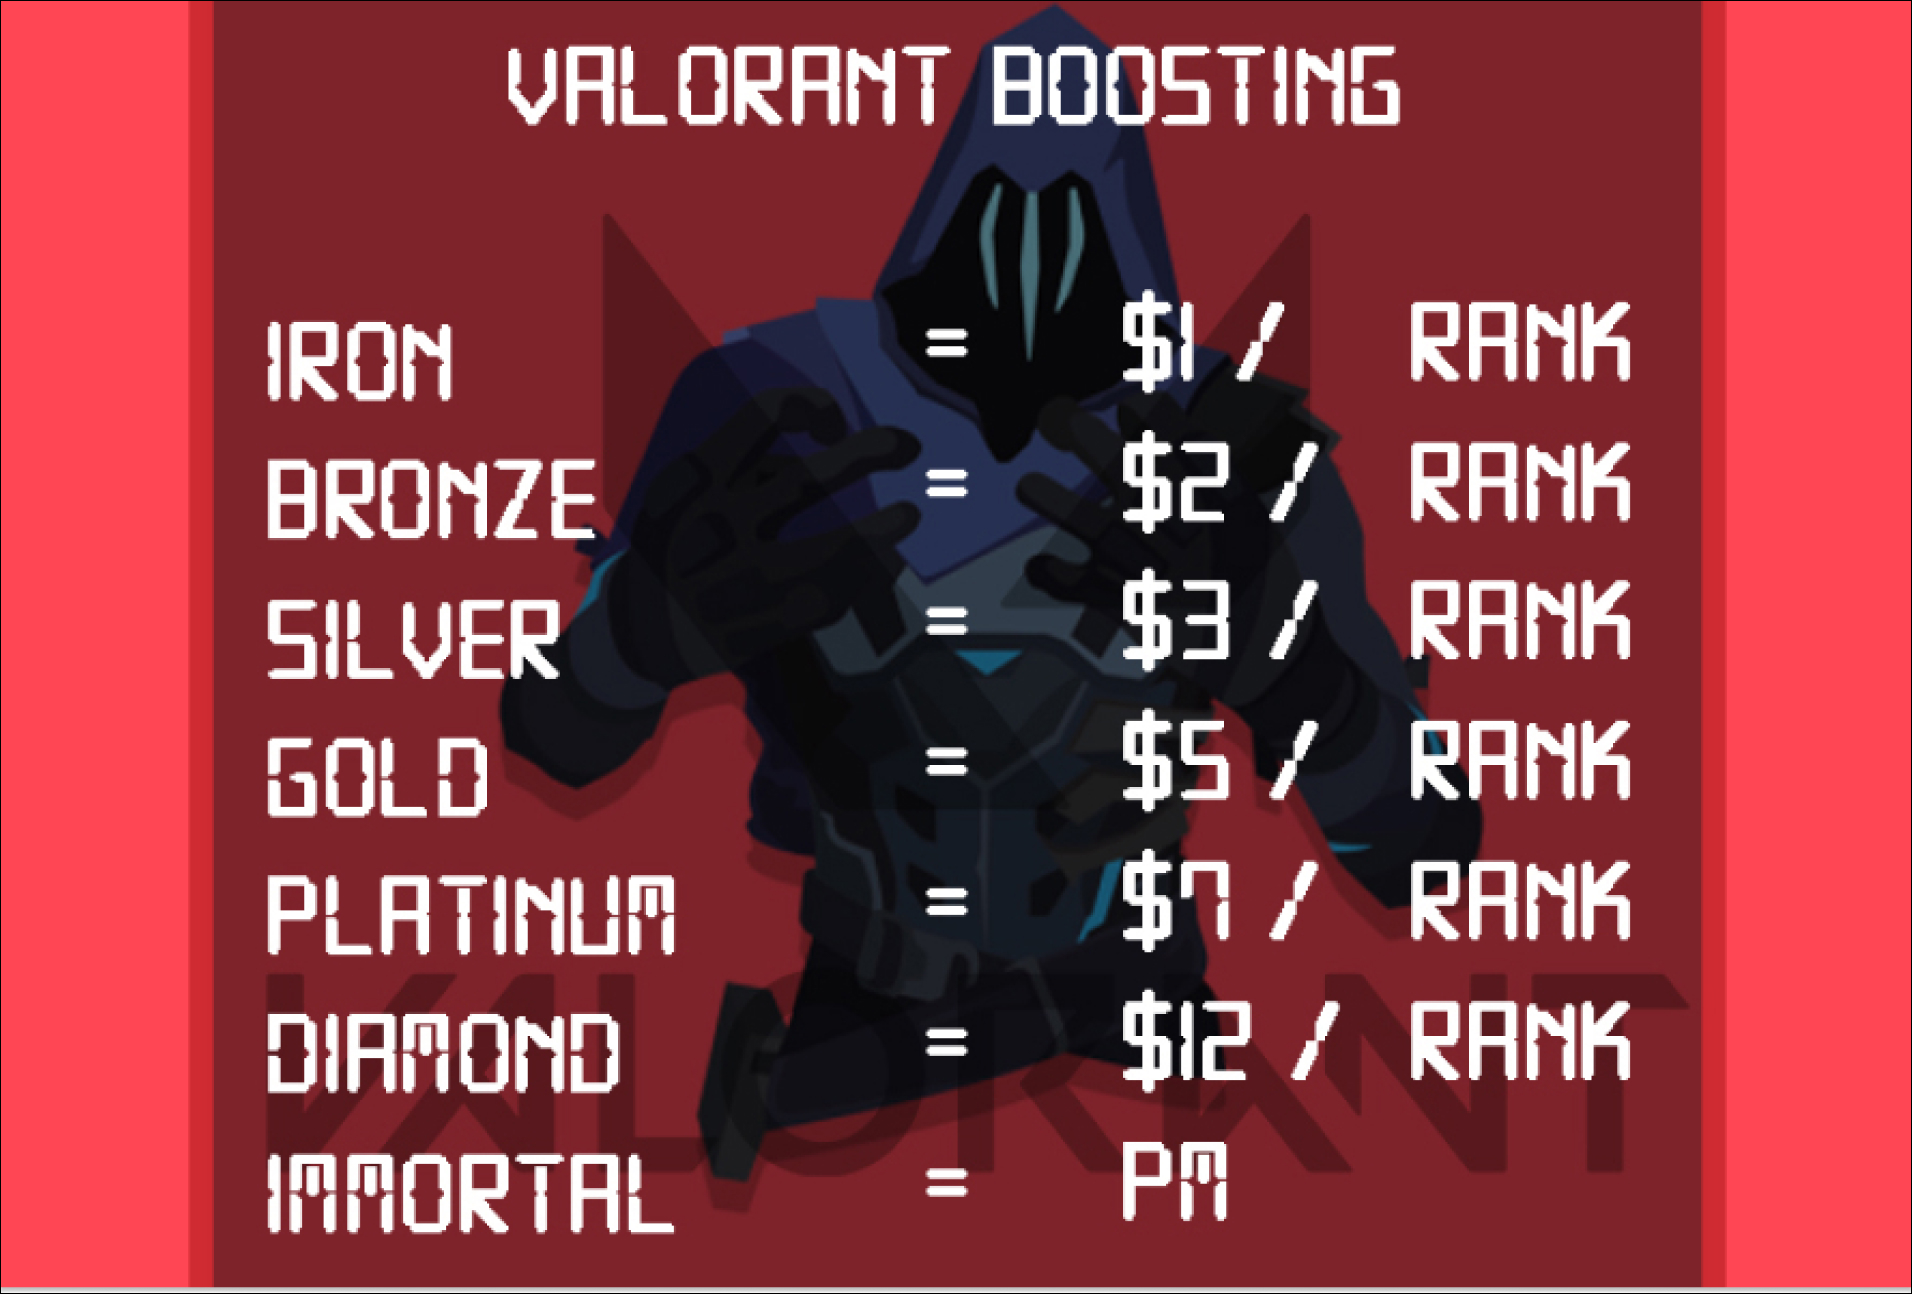 VALORANT BOOSTING
IRON = $1 / RANK
BRONZE = $2 / RANK
SILVER = $3 / RANK
GOLD = $5 / RANK
PLATINUM = $7 / RANK
DIAMOND = $12 / RANK
VALORANT
IMMORTAL = PM